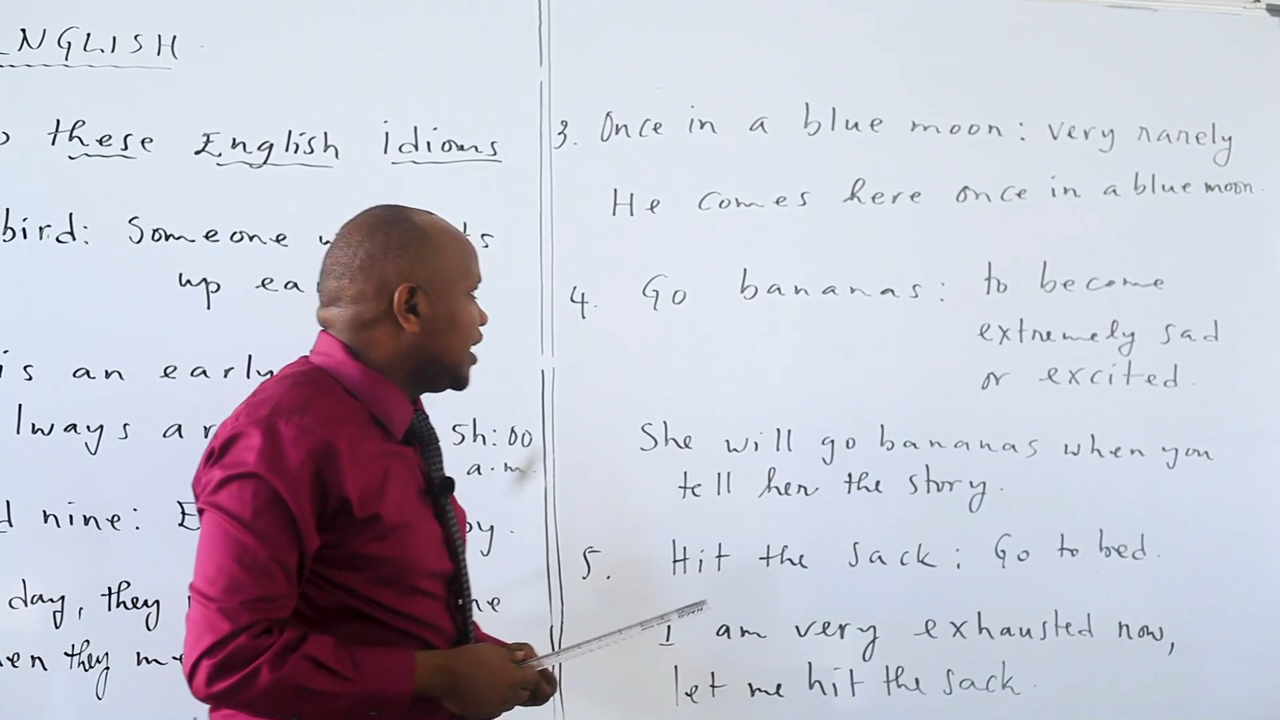 ENGLISH
these English idioms
bird: Someone
up
is an early
5h:00
a.m.
nine:
day, they
they
3. Once in a blue moon: very rarely
He comes here once in a blue moon.
4. Go bananas: to become
extremely sad
or excited.
She will go bananas when you
tell her the story.
5. Hit the sack: Go to bed.
I am very exhausted now,
let me hit the sack.